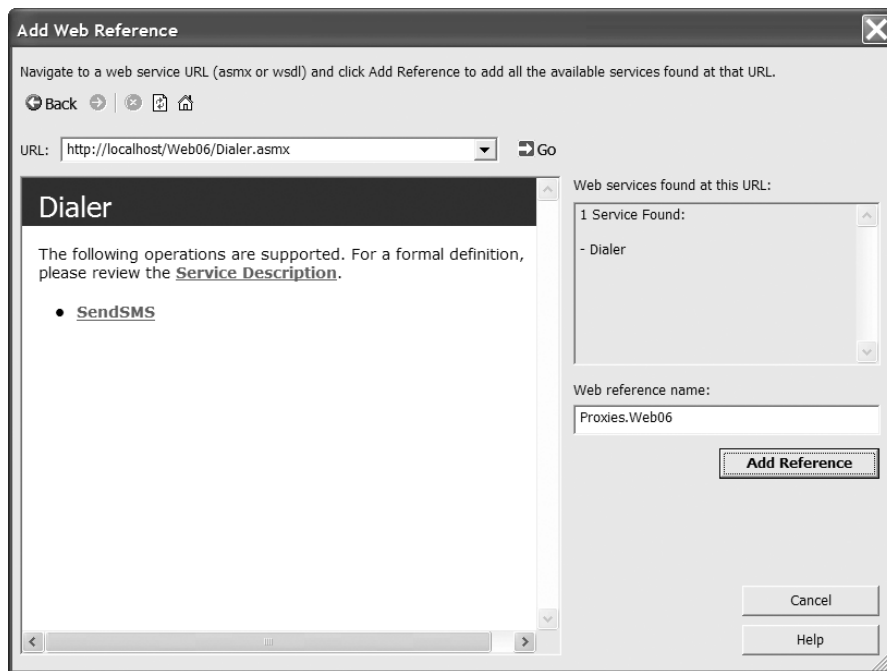 Add Web Reference
Navigate to a web service URL (asmx or wsdl) and click Add Reference to add all the available services found at that URL.
Back
URL: http://localhost/Web06/Dialer.asmx Go
Dialer
The following operations are supported. For a formal definition,
please review the Service Description.
• SendSMS
Web services found at this URL:
1 Service Found:
- Dialer
Web reference name:
Proxies.Web06
Add Reference
Cancel
Help